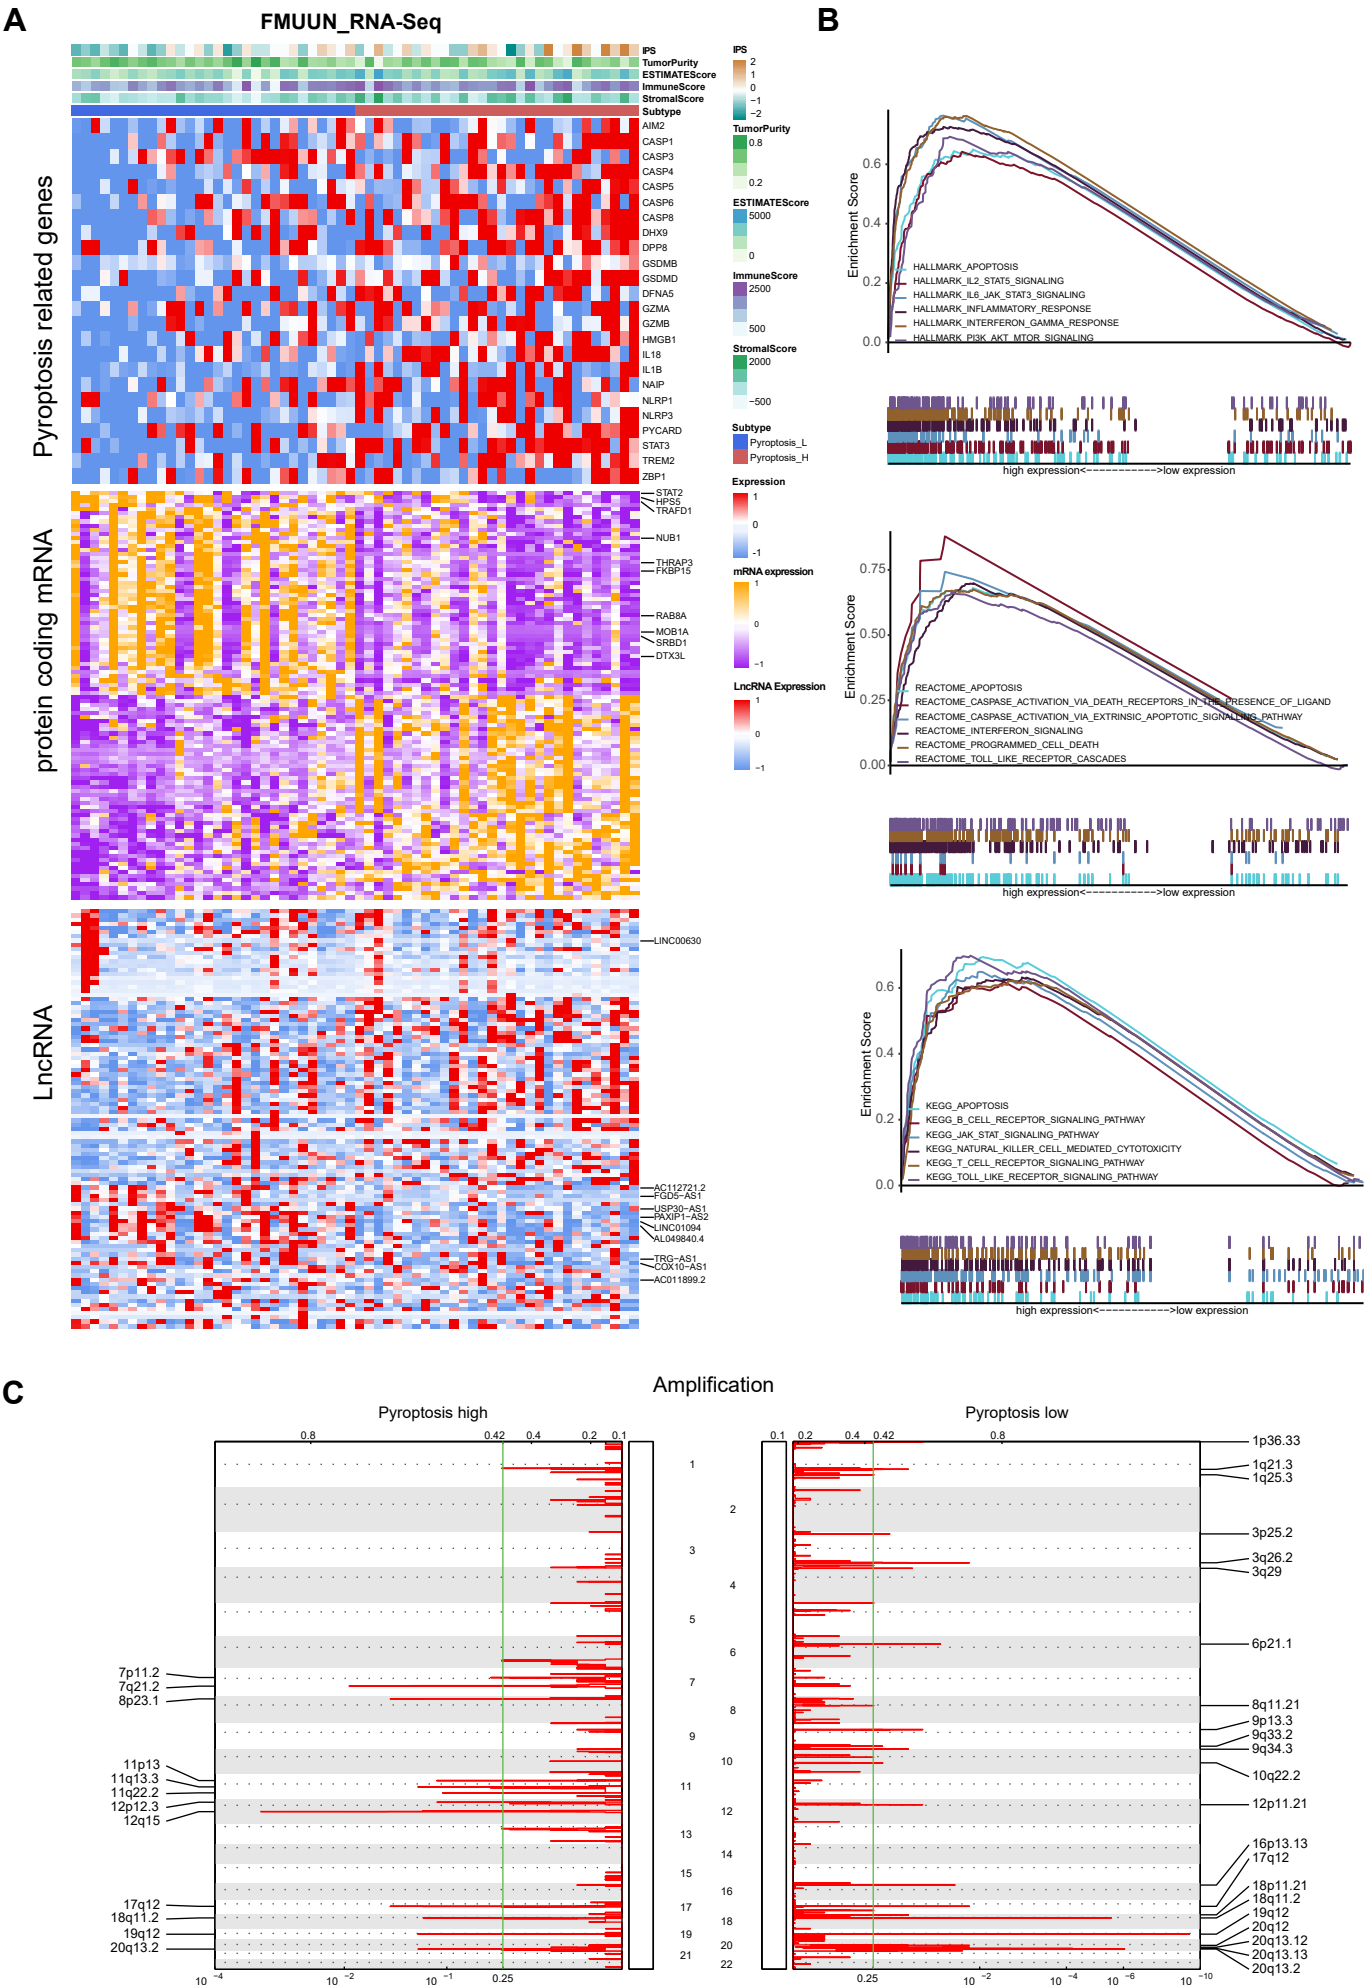 A
FMUUN_RNA-Seq
B
IPS
TumorPurity
ESTIMATEScore
ImmuneScore
StromalScore
Subtype
Pyroptosis related genes
AIM2
CASP1
CASP3
CASP4
CASP5
CASP6
CASP8
DHX9
DPP8
GSDMB
GSDMD
DFNA5
GZMA
GZMB
HMGB1
IL18
IL1B
NAIP
NLRP1
NLRP3
PYCARD
STAT3
TREM2
ZBP1
protein coding mRNA
STAT2
HPS5
TRAFD1
NUB1
THRAP3
FKBP15
RAB8A
MOB1A
SRBD1
DTX3L
LncRNA
LINC00630
AC112721.2
FGD5−AS1
USP30−AS1
PAXIP1−AS2
LINC01094
AL049840.4
TRG−AS1
COX10−AS1
AC011899.2
IPS
2
1
0
−1
−2
TumorPurity
0.8
0.2
ESTIMATEScore
5000
0
ImmuneScore
2500
500
StromalScore
2000
−500
Subtype
Pyroptosis_L
Pyroptosis_H
Expression
1
0
-1
mRNA expression
1
0
−1
LncRNA Expression
1
0
−1
Enrichment Score
0.6
0.4
0.2
0.0
HALLMARK_APOPTOSIS
HALLMARK_IL2_STAT5_SIGNALING
HALLMARK_IL6_JAK_STAT3_SIGNALING
HALLMARK_INFLAMMATORY_RESPONSE
HALLMARK_INTERFERON_GAMMA_RESPONSE
HALLMARK_PI3K_AKT_MTOR_SIGNALING
high expression<------------>low expression
Enrichment Score
0.75
0.50
0.25
0.00
REACTOME_APOPTOSIS
REACTOME_CASPASE_ACTIVATION_VIA_DEATH_RECEPTORS_IN_THE_PRESENCE_OF_LIGAND
REACTOME_CASPASE_ACTIVATION_VIA_EXTRINSIC_APOPTOTIC_SIGNALLING_PATHWAY
REACTOME_INTERFERON_SIGNALING
REACTOME_PROGRAMMED_CELL_DEATH
REACTOME_TOLL_LIKE_RECEPTOR_CASCADES
high expression<------------>low expression
Enrichment Score
0.6
0.4
0.2
0.0
KEGG_APOPTOSIS
KEGG_B_CELL_RECEPTOR_SIGNALING_PATHWAY
KEGG_JAK_STAT_SIGNALING_PATHWAY
KEGG_NATURAL_KILLER_CELL_MEDIATED_CYTOTOXICITY
KEGG_T_CELL_RECEPTOR_SIGNALING_PATHWAY
KEGG_TOLL_LIKE_RECEPTOR_SIGNALING_PATHWAY
high expression<------------>low expression
C
Amplification
Pyroptosis high
0.8 0.42 0.4 0.2 0.1
7p11.2
7q21.2
8p23.1
11p13
11q13.3
11q22.2
12p12.3
12q15
17q12
18q11.2
19q12
20q13.2
10−4 10−2 10−1 0.25
1
2
3
4
5
6
7
8
9
10
11
12
13
14
15
16
17
18
19
20
21
22
Pyroptosis low
0.1 0.2 0.4 0.42 0.8
1p36.33
1q21.3
1q25.3
3p25.2
3q26.2
3q29
6p21.1
8q11.21
9p13.3
9q33.2
9q34.3
10q22.2
12p11.21
16p13.13
17q12
18p11.21
18q11.2
19q12
20q12
20q13.12
20q13.13
20q13.2
0.25 10−2 10−4 10−6 10−10